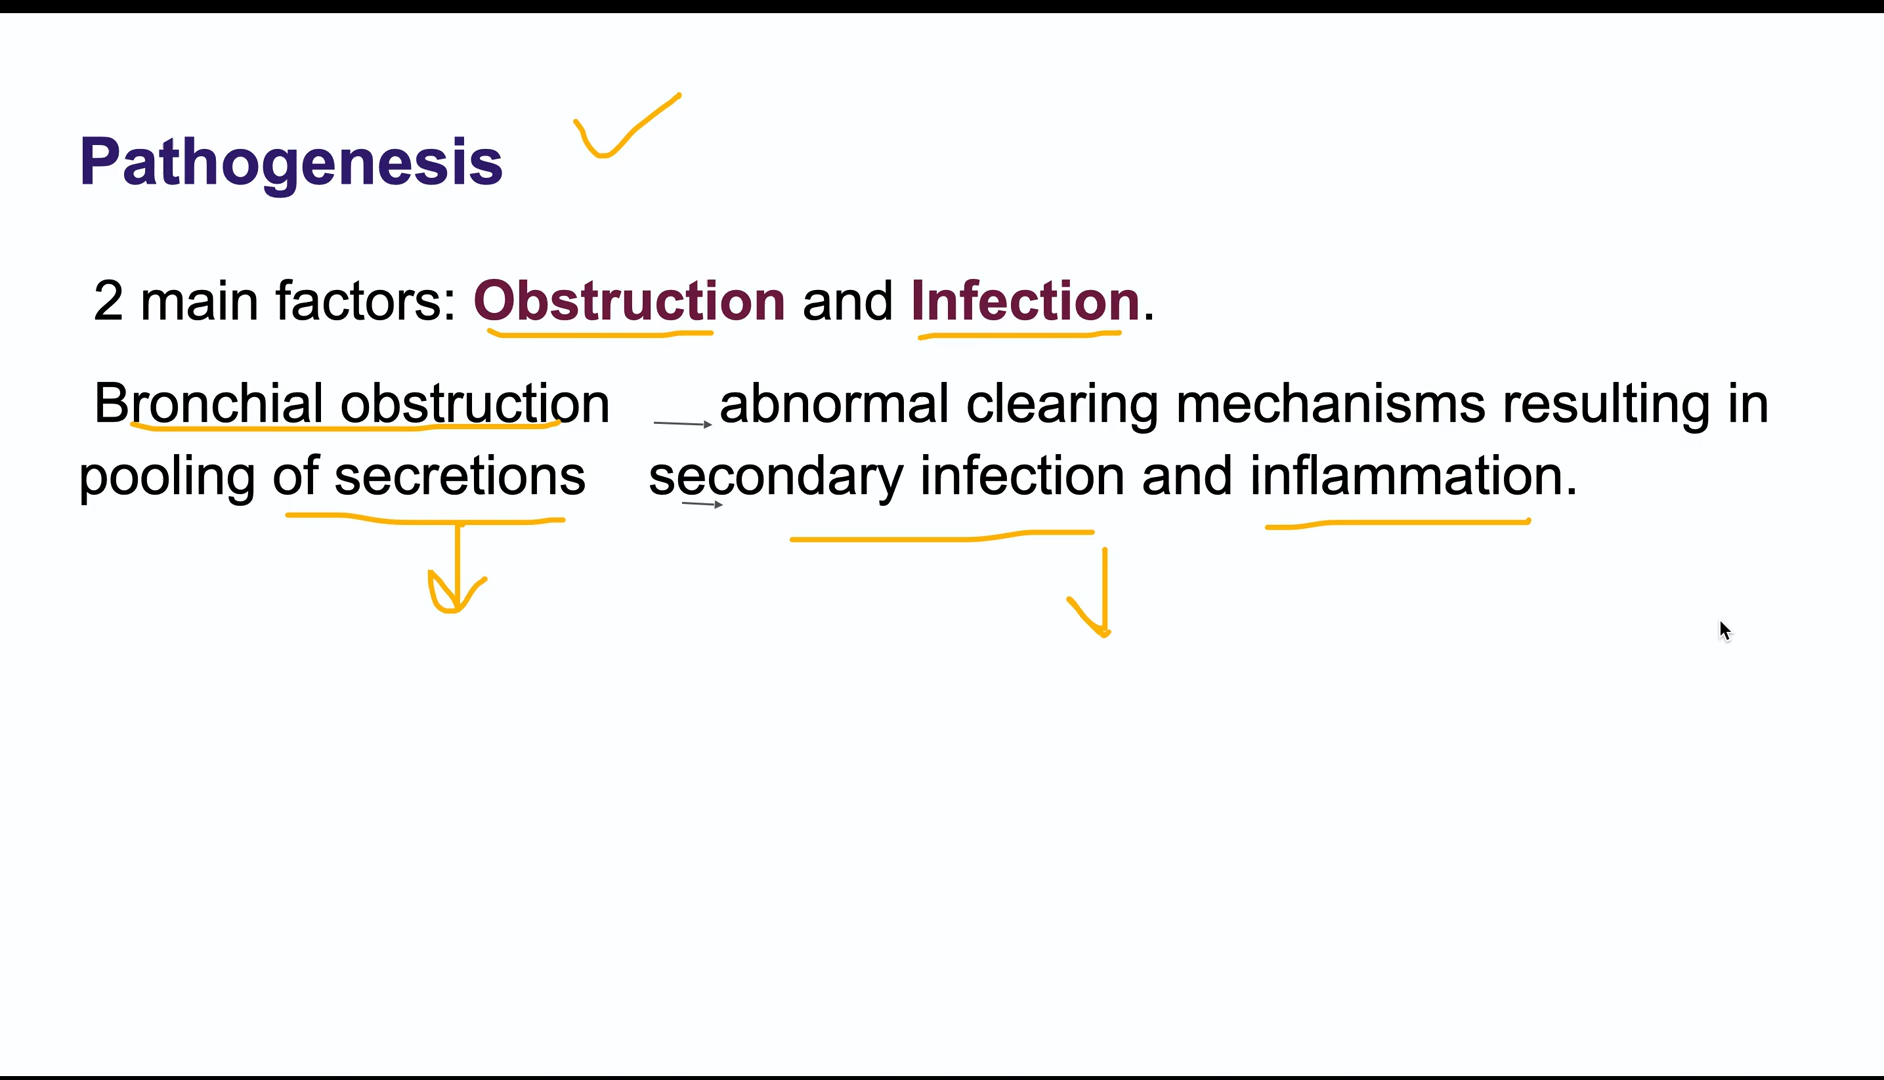 Pathogenesis
2 main factors: Obstruction and Infection.
Bronchial obstruction → abnormal clearing mechanisms resulting in
pooling of secretions → secondary infection and inflammation.